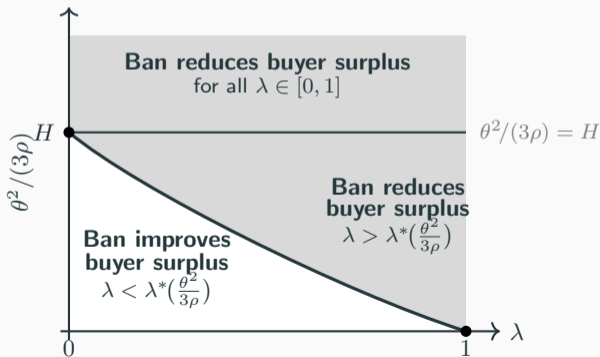 Ban reduces buyer surplus
for all λ ∈ [0, 1]
H
θ²/(3ρ) = H
θ²/(3ρ)
Ban reduces
buyer surplus
λ > λ*(θ²/3ρ)
Ban improves
buyer surplus
λ < λ*(θ²/3ρ)
λ
0
1